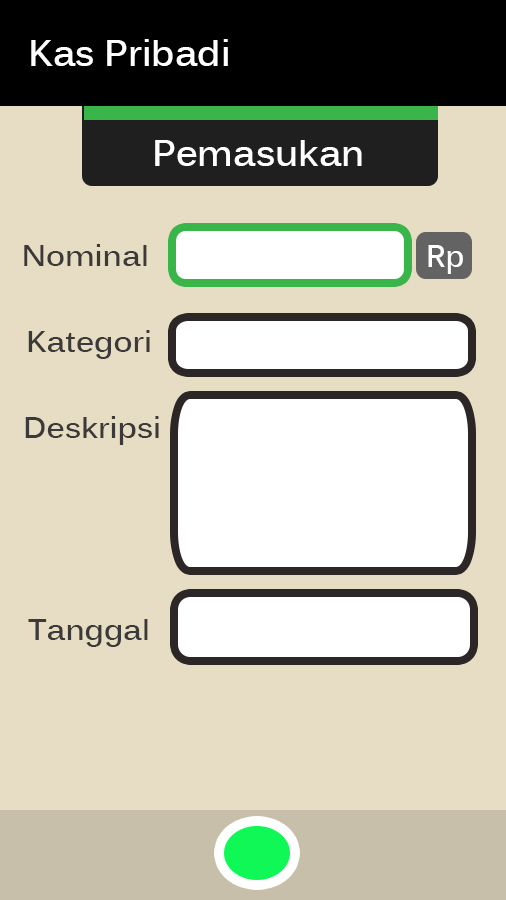 Kas Pribadi
Pemasukan
Nominal Rp
Kategori
Deskripsi
Tanggal